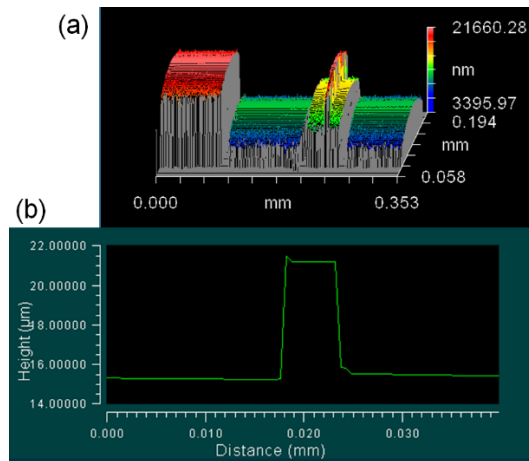 (a)
21660.28
nm
3395.97
0.194
mm
0.058
0.000 mm 0.353
(b)
22.00000
20.00000
18.00000
16.00000
14.00000
Height (µm)
0.000 0.010 0.020 0.030
Distance (mm)